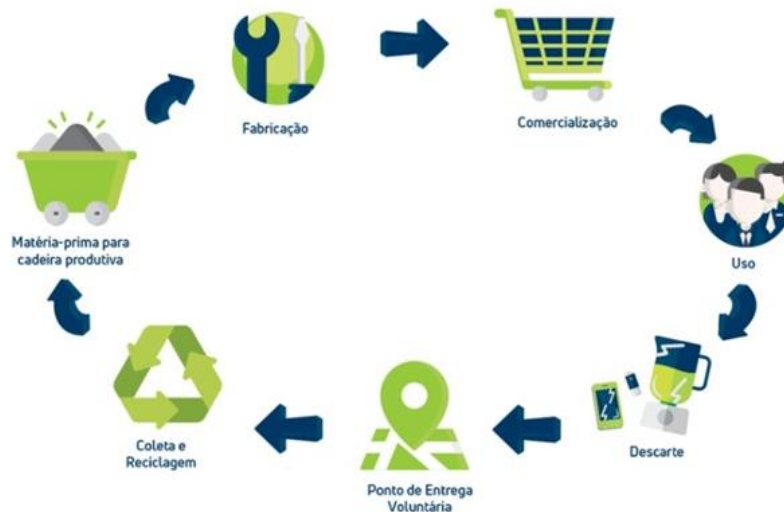 Fabricação
Comercialização
Matéria-prima para
cadeira produtiva
Uso
Coleta e
Reciclagem
Ponto de Entrega
Voluntária
Descarte